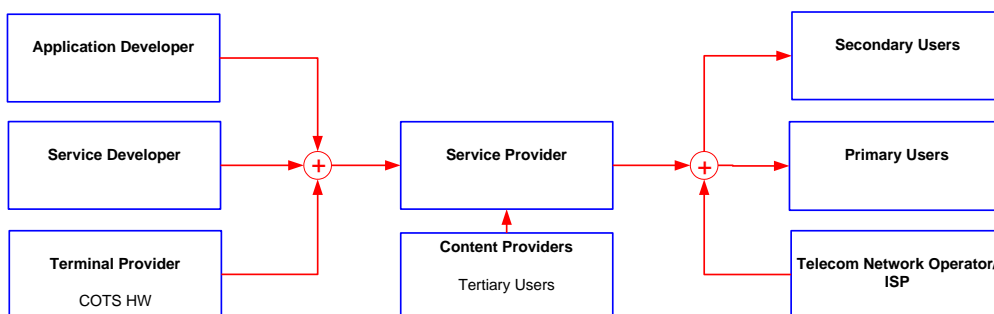 Application Developer
Secondary Users
Service Developer
+
Service Provider
+
Primary Users
Terminal Provider
COTS HW
Content Providers
Tertiary Users
Telecom Network Operator/
ISP